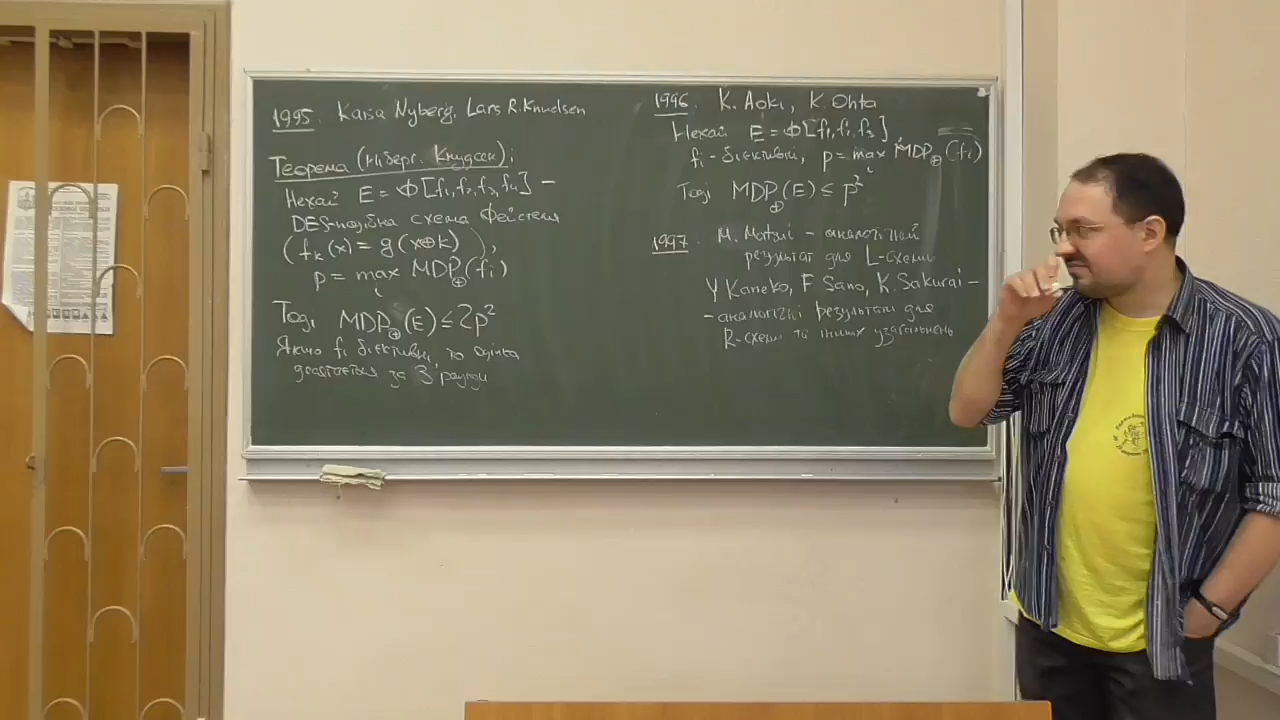 1995. Kaisa Nyberg, Lars R. Knudsen
Теорема (Ніберг, Кнудсен):
Нехай E = Ф[f₁, f₂, f₃, f₄] –
DES-подібна схема Фейстеля
(fₖ(x) = g(x⊕k)),
p = max MDP⊕(fᵢ)
i
Тоді MDP⊕(E) ≤ 2p²
Якщо fᵢ бієктивні, то оцінка
досягається за 3 раунди
1996. K. Aoki, K. Ohta
Нехай E = Ф[f₁, f₂, f₃],
fᵢ - бієктивні, p = max MDP⊕(fᵢ)
i
Тоді MDP⊕(E) ≤ p²
1997. M. Matsui – аналогічний
результат для L-схеми
Y Kaneko, F Sano, K. Sakurai –
– аналогічні результати для
R-схеми та інших узагальнень